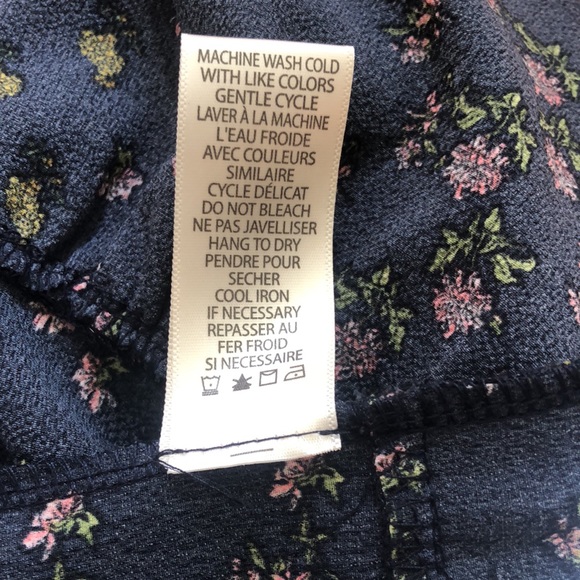 MACHINE WASH COLD
WITH LIKE COLORS
GENTLE CYCLE
LAVER À LA MACHINE
L'EAU FROIDE
AVEC COULEURS
SIMILAIRE
CYCLE DÉLICAT
DO NOT BLEACH
NE PAS JAVELLISER
HANG TO DRY
PENDRE POUR
SECHER
COOL IRON
IF NECESSARY
REPASSER AU
FER FROID
SI NECESSAIRE